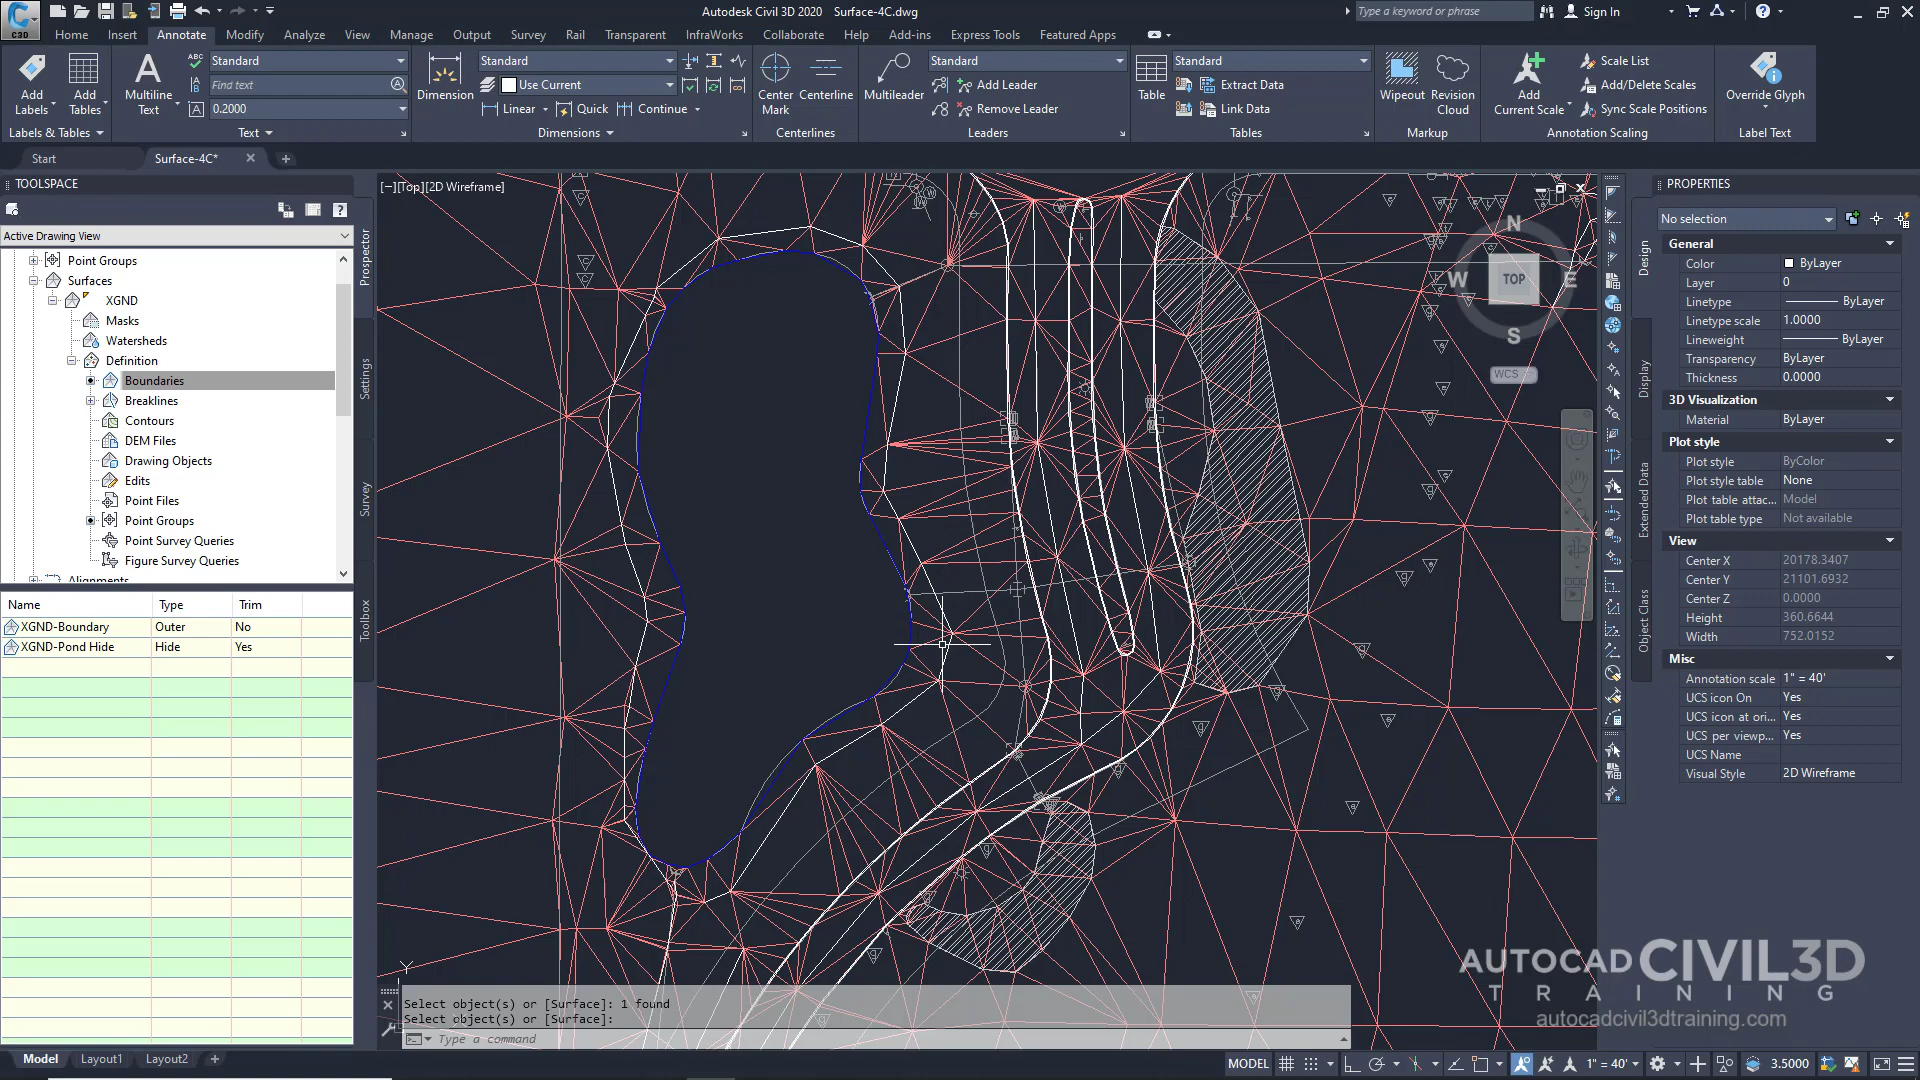 Autodesk Civil 3D 2020 Surface-4C.dwg
Type a keyword or phrase
Sign In
C3D
Home Insert Annotate Modify Analyze View Manage Output Survey Rail Transparent InfraWorks Collaborate Help Add-ins Express Tools Featured Apps
Add Labels
Add Tables
Labels & Tables
Multiline Text
ABC
Standard
Find text
0.2000
Text
Dimension
Standard
Use Current
Linear Quick Continue
Dimensions
Center Mark
Centerline
Centerlines
Multileader
Standard
Add Leader
Remove Leader
Leaders
Table
Standard
Extract Data
Link Data
Tables
Wipeout
Revision Cloud
Markup
Add Current Scale
Scale List
Add/Delete Scales
Sync Scale Positions
Annotation Scaling
Override Glyph
Label Text
Start Surface-4C*
TOOLSPACE
Active Drawing View
Point Groups
Surfaces
XGND
Masks
Watersheds
Definition
Boundaries
Breaklines
Contours
DEM Files
Drawing Objects
Edits
Point Files
Point Groups
Point Survey Queries
Figure Survey Queries
Alignments
Prospector
Settings
Survey
Toolbox
Name Type Trim
XGND-Boundary Outer No
XGND-Pond Hide Hide Yes
[−][Top][2D Wireframe]
N
W TOP E
S
WCS
Y
Select object(s) or [Surface]: 1 found
Select object(s) or [Surface]:
Type a command
PROPERTIES
No selection
Design
Display
Extended Data
Object Class
General
Color ByLayer
Layer 0
Linetype ByLayer
Linetype scale 1.0000
Lineweight ByLayer
Transparency ByLayer
Thickness 0.0000
3D Visualization
Material ByLayer
Plot style
Plot style ByColor
Plot style table None
Plot table attac... Model
Plot table type Not available
View
Center X 20178.3407
Center Y 21101.6932
Center Z 0.0000
Height 360.6644
Width 752.0152
Misc
Annotation scale 1" = 40'
UCS icon On Yes
UCS icon at ori... Yes
UCS per viewp... Yes
UCS Name
Visual Style 2D Wireframe
AUTOCAD CIVIL3D
TRAINING
autocadcivil3dtraining.com
Model Layout1 Layout2
MODEL 1" = 40' 3.5000